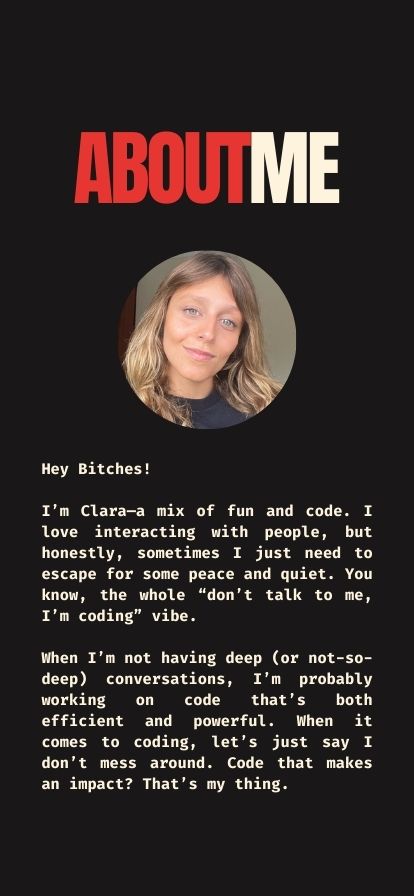 ABOUTME
Hey Bitches!
I’m Clara—a mix of fun and code. I
love interacting with people, but
honestly, sometimes I just need to
escape for some peace and quiet. You
know, the whole “don’t talk to me,
I’m coding” vibe.
When I’m not having deep (or not-so-
deep) conversations, I’m probably
working on code that’s both
efficient and powerful. When it
comes to coding, let’s just say I
don’t mess around. Code that makes
an impact? That’s my thing.